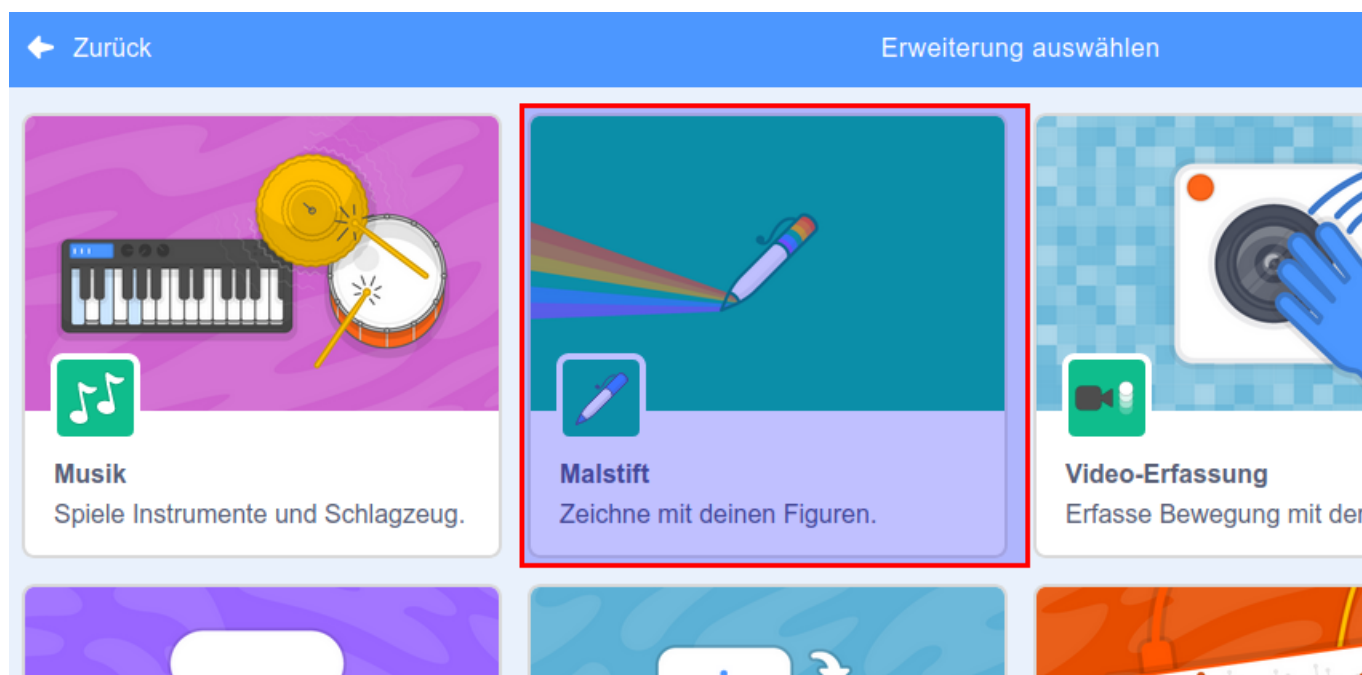 Zurück
Erweiterung auswählen
Musik
Spiele Instrumente und Schlagzeug.
Malstift
Zeichne mit deinen Figuren.
Video-Erfassung
Erfasse Bewegung mit der